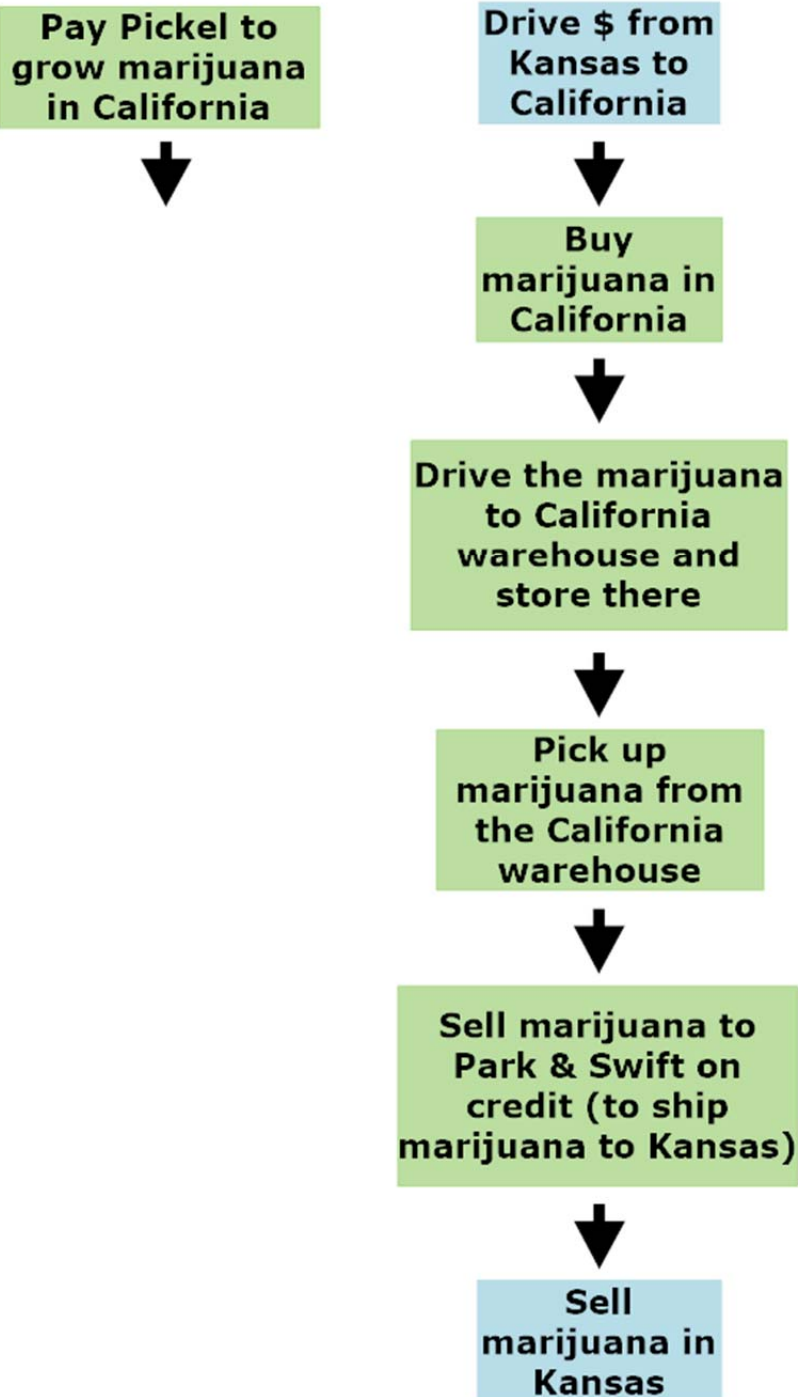 Pay Pickel to
grow marijuana
in California
Drive $ from
Kansas to
California
Buy
marijuana in
California
Drive the marijuana
to California
warehouse and
store there
Pick up
marijuana from
the California
warehouse
Sell marijuana to
Park & Swift on
credit (to ship
marijuana to Kansas)
Sell
marijuana in
Kansas